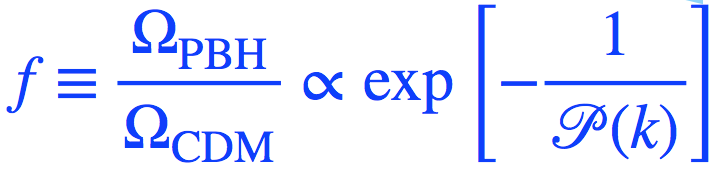 f ≡ Ω_PBH / Ω_CDM ∝ exp [ − 1 / 𝒫(k) ]